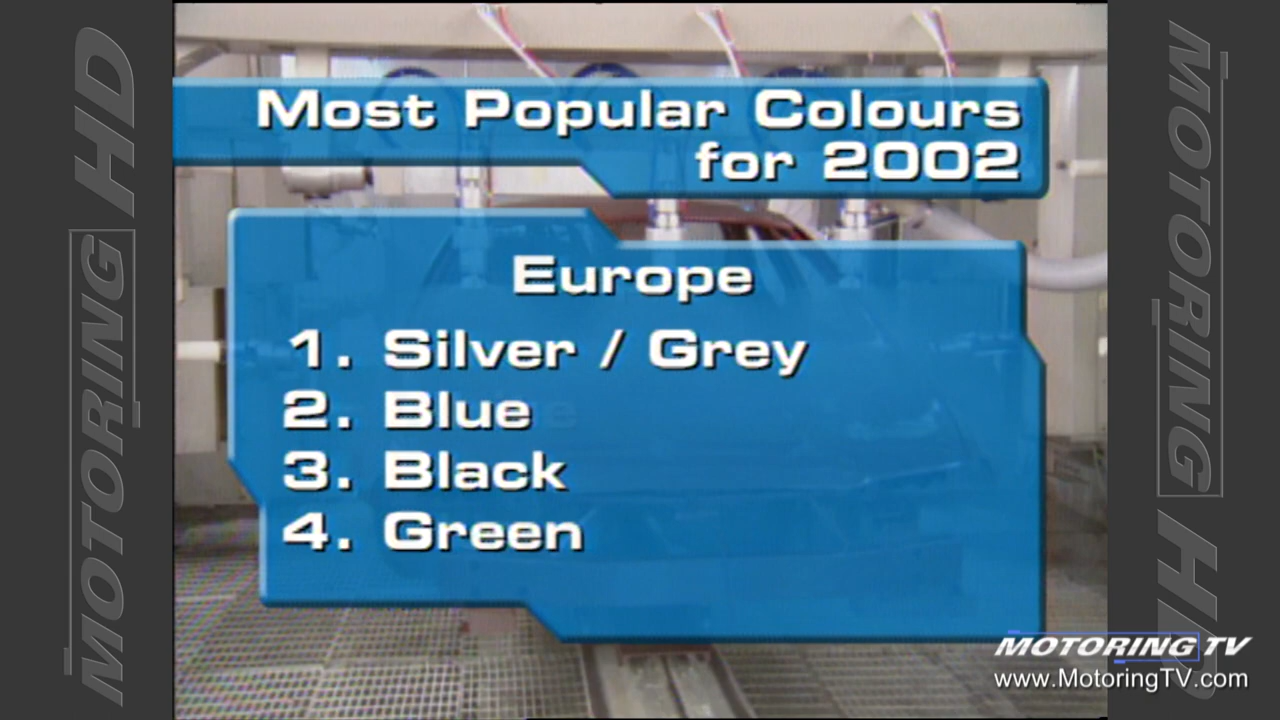 Most Popular Colours
for 2002
Europe
1. Silver / Grey
2. Blue
3. Black
4. Green
MOTORING TV
www.MotoringTV.com
MOTORING HD
MOTORING HD